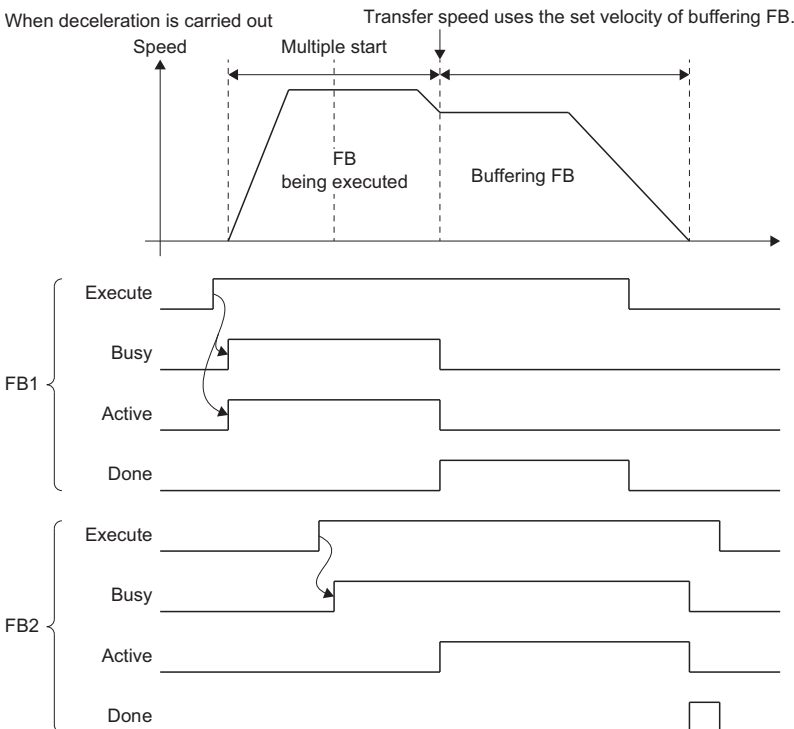 When deceleration is carried out
Transfer speed uses the set velocity of buffering FB.
Speed
Multiple start
FB
being executed
Buffering FB
FB1
Execute
Busy
Active
Done
FB2
Execute
Busy
Active
Done